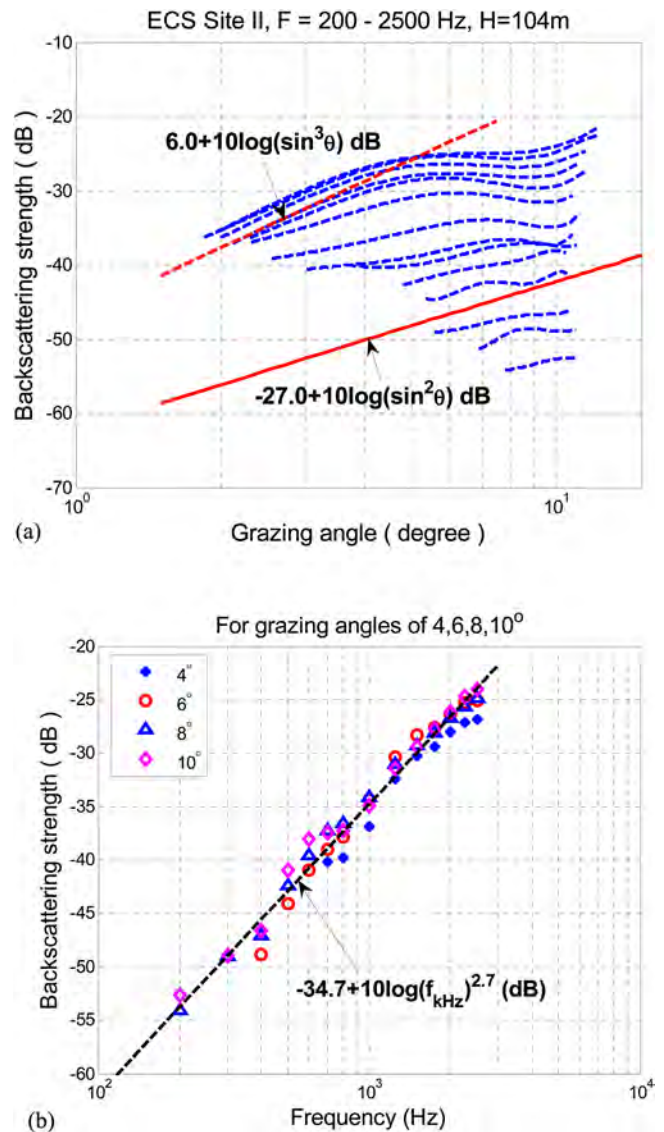 ECS Site II, F = 200 - 2500 Hz, H=104m
-10
-20
-30
-40
-50
-60
-70
Backscattering strength ( dB )
6.0+10log(sin³θ) dB
-27.0+10log(sin²θ) dB
10⁰
10¹
(a)
Grazing angle ( degree )
For grazing angles of 4,6,8,10°
-20
-25
-30
-35
-40
-45
-50
-55
-60
Backscattering strength ( dB )
4°
6°
8°
10°
-34.7+10log(f_kHz)^2.7 (dB)
10²
10³
10⁴
(b)
Frequency (Hz)